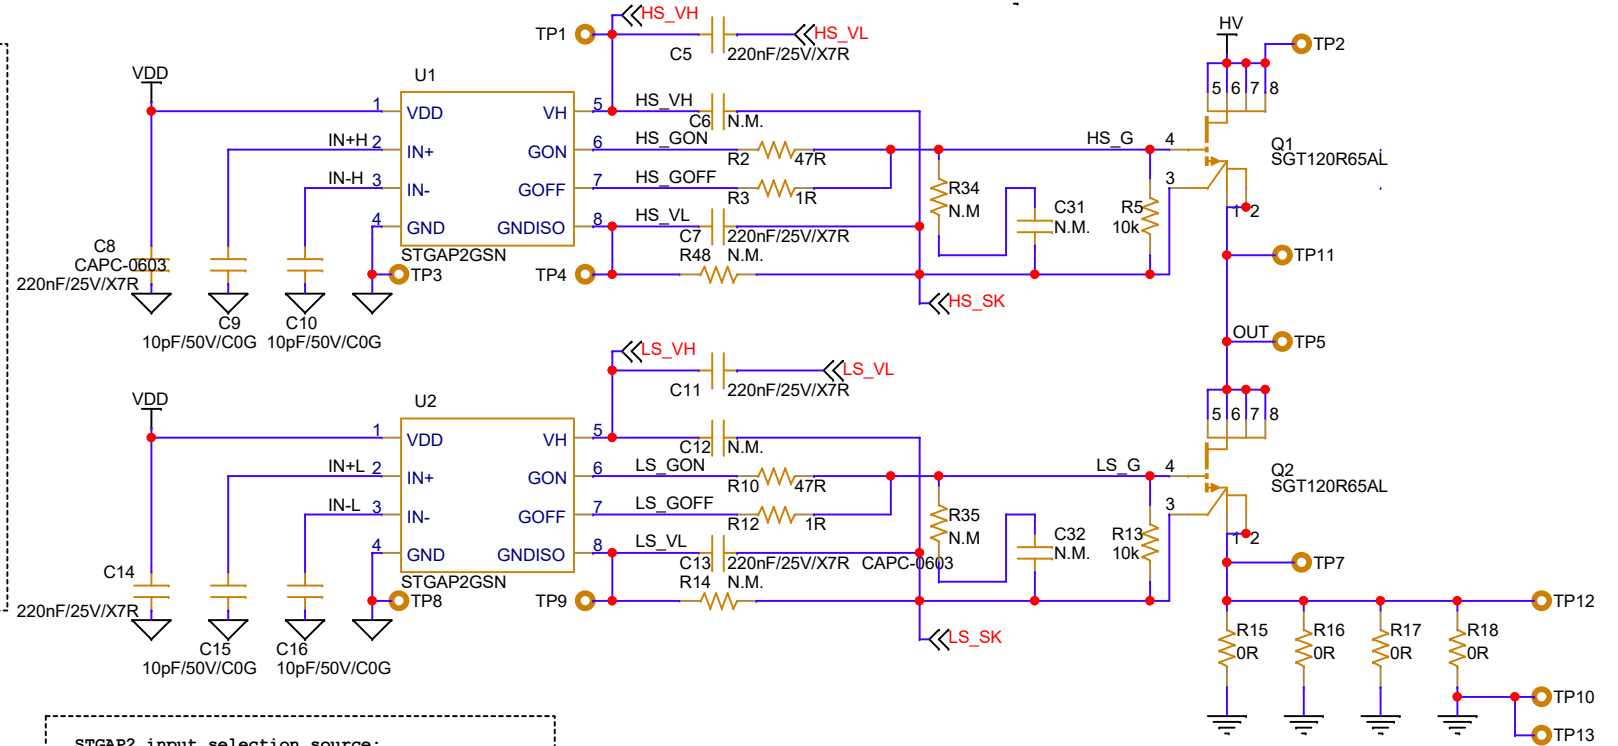 HS_VH
TP1
C5
220nF/25V/X7R
HS_VL
HV
TP2
VDD
U1
5 6 7 8
1
VDD
VH
5
HS_VH
C6
N.M.
IN+H
2
IN+
GON
6
HS_GON
R2
47R
HS_G
4
Q1
SGT120R65AL
IN-H
3
IN-
GOFF
7
HS_GOFF
R3
1R
R34
N.M
C31
N.M.
R5
10k
3
1 2
4
GND
GNDISO
8
HS_VL
C7
220nF/25V/X7R
STGAP2GSN
R48
N.M.
C8
CAPC-0603
220nF/25V/X7R
TP3
TP4
TP11
HS_SK
C9
10pF/50V/C0G
C10
10pF/50V/C0G
OUT
TP5
LS_VH
C11
220nF/25V/X7R
LS_VL
VDD
U2
5 6 7 8
1
VDD
VH
5
C12
N.M.
IN+L
2
IN+
GON
6
LS_GON
R10
47R
LS_G
4
Q2
SGT120R65AL
IN-L
3
IN-
GOFF
7
LS_GOFF
R12
1R
R35
N.M
C32
N.M.
R13
10k
3
1 2
4
GND
GNDISO
8
LS_VL
C13
220nF/25V/X7R
CAPC-0603
STGAP2GSN
R14
N.M.
C14
220nF/25V/X7R
TP8
TP9
TP7
TP12
LS_SK
C15
10pF/50V/C0G
C16
10pF/50V/C0G
R15
0R
R16
0R
R17
0R
R18
0R
TP10
TP13
STGAP2 input selection source: